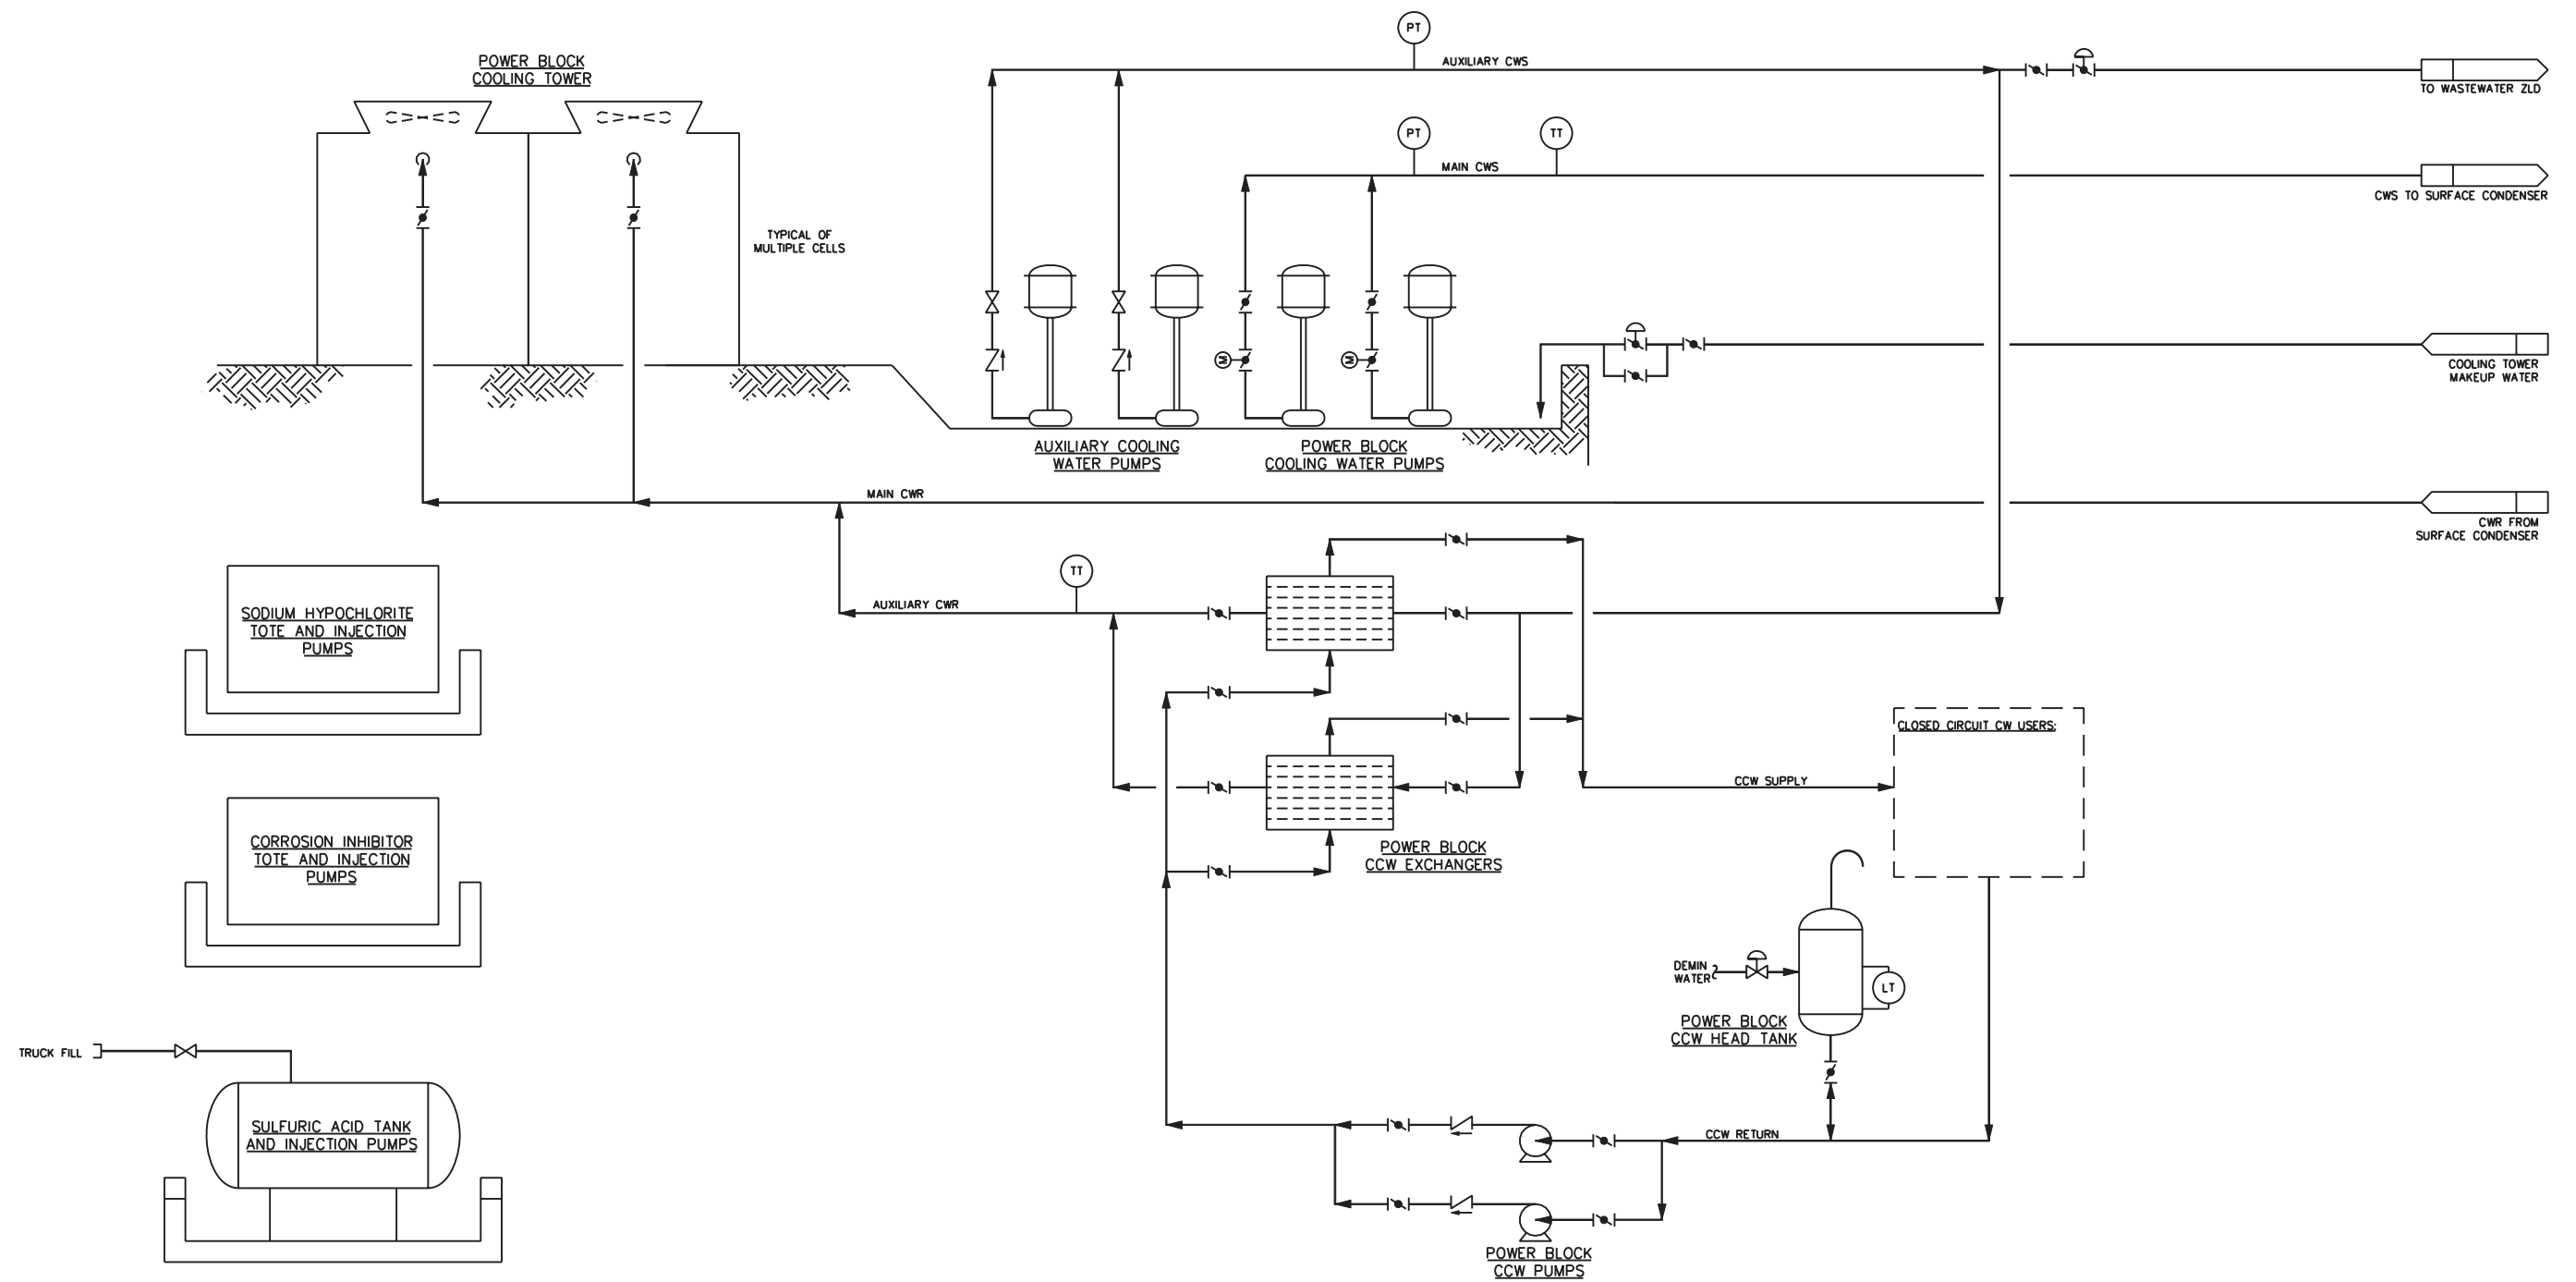 PT
AUXILIARY CWS
POWER BLOCK
COOLING TOWER
TO WASTEWATER ZLD
PT
TT
MAIN CWS
CWS TO SURFACE CONDENSER
TYPICAL OF
MULTIPLE CELLS
M
M
COOLING TOWER
MAKEUP WATER
AUXILIARY COOLING
WATER PUMPS
POWER BLOCK
COOLING WATER PUMPS
MAIN CWR
CWR FROM
SURFACE CONDENSER
TT
AUXILIARY CWR
SODIUM HYPOCHLORITE
TOTE AND INJECTION
PUMPS
CLOSED CIRCUIT CW USERS:
CCW SUPPLY
CORROSION INHIBITOR
TOTE AND INJECTION
PUMPS
POWER BLOCK
CCW EXCHANGERS
DEMIN
WATER
LT
POWER BLOCK
CCW HEAD TANK
TRUCK FILL
SULFURIC ACID TANK
AND INJECTION PUMPS
CCW RETURN
POWER BLOCK
CCW PUMPS